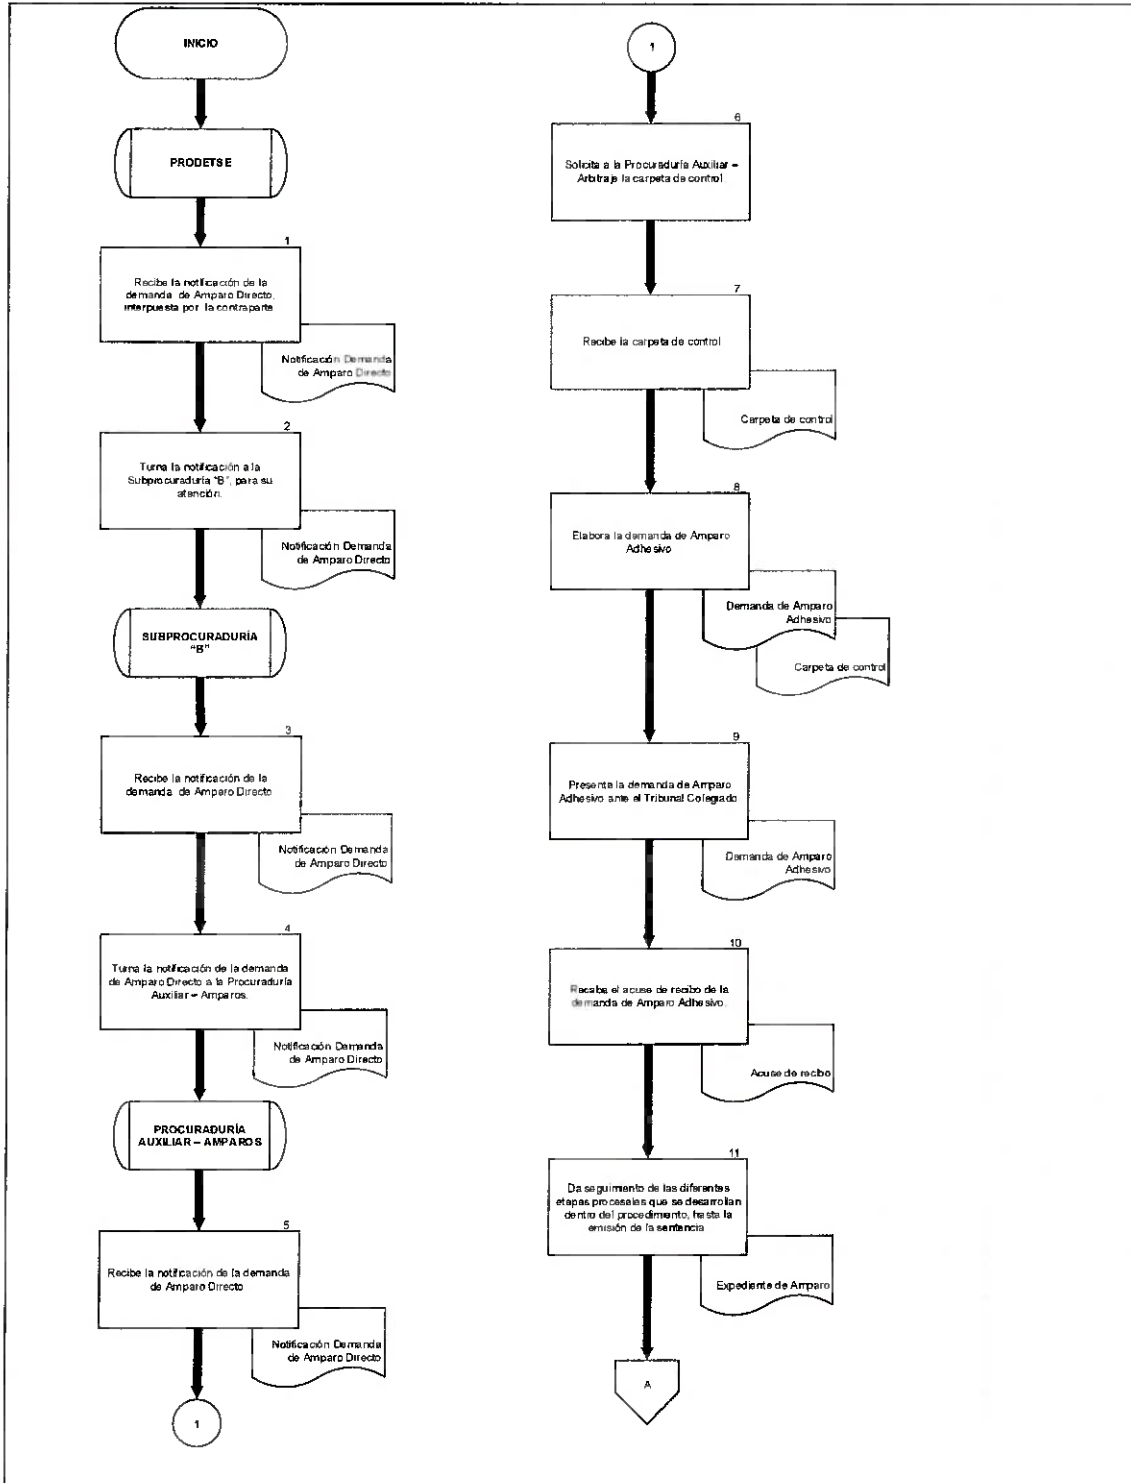 INICIO
PRODETSE
1
Recibe la notificación de la
demanda de Amparo Directo,
interpuesta por la contraparte
Notificación Demanda
de Amparo Directo
2
Turna la notificación a la
Subprocuraduría "B", para su
atención.
Notificación Demanda
de Amparo Directo
SUBPROCURADURÍA
"B"
3
Recibe la notificación de la
demanda de Amparo Directo
Notificación Demanda
de Amparo Directo
4
Turna la notificación de la demanda
de Amparo Directo a la Procuraduría
Auxiliar – Amparos.
Notificación Demanda
de Amparo Directo
PROCURADURÍA
AUXILIAR – AMPAROS
5
Recibe la notificación de la demanda
de Amparo Directo
Notificación Demanda
de Amparo Directo
1
1
6
Solicita a la Procuraduría Auxiliar –
Arbitraje la carpeta de control
7
Recibe la carpeta de control
Carpeta de control
8
Elabora la demanda de Amparo
Adhesivo
Demanda de Amparo
Adhesivo
Carpeta de control
9
Presenta la demanda de Amparo
Adhesivo ante el Tribunal Colegiado
Demanda de Amparo
Adhesivo
10
Recaba el acuse de recibo de la
demanda de Amparo Adhesivo.
Acuse de recibo
11
Da seguimiento de las diferentes
etapas procesales que se desarrollan
dentro del procedimiento, hasta la
emisión de la sentencia
Expediente de Amparo
A